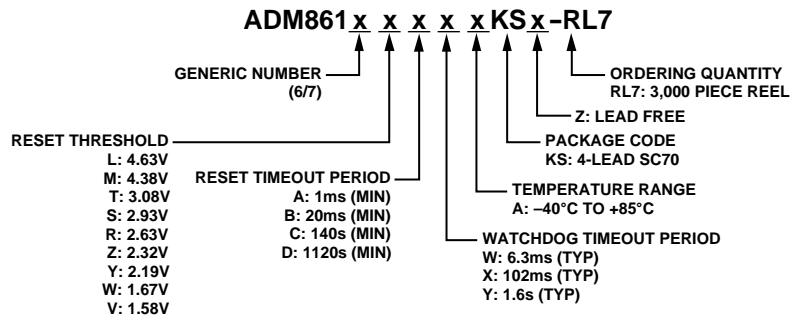 ADM861 x x x x x KS x –RL7
GENERIC NUMBER
(6/7)
ORDERING QUANTITY
RL7: 3,000 PIECE REEL
Z: LEAD FREE
RESET THRESHOLD
L: 4.63V
M: 4.38V
T: 3.08V
S: 2.93V
R: 2.63V
Z: 2.32V
Y: 2.19V
W: 1.67V
V: 1.58V
RESET TIMEOUT PERIOD
A: 1ms (MIN)
B: 20ms (MIN)
C: 140s (MIN)
D: 1120s (MIN)
PACKAGE CODE
KS: 4-LEAD SC70
TEMPERATURE RANGE
A: –40°C TO +85°C
WATCHDOG TIMEOUT PERIOD
W: 6.3ms (TYP)
X: 102ms (TYP)
Y: 1.6s (TYP)